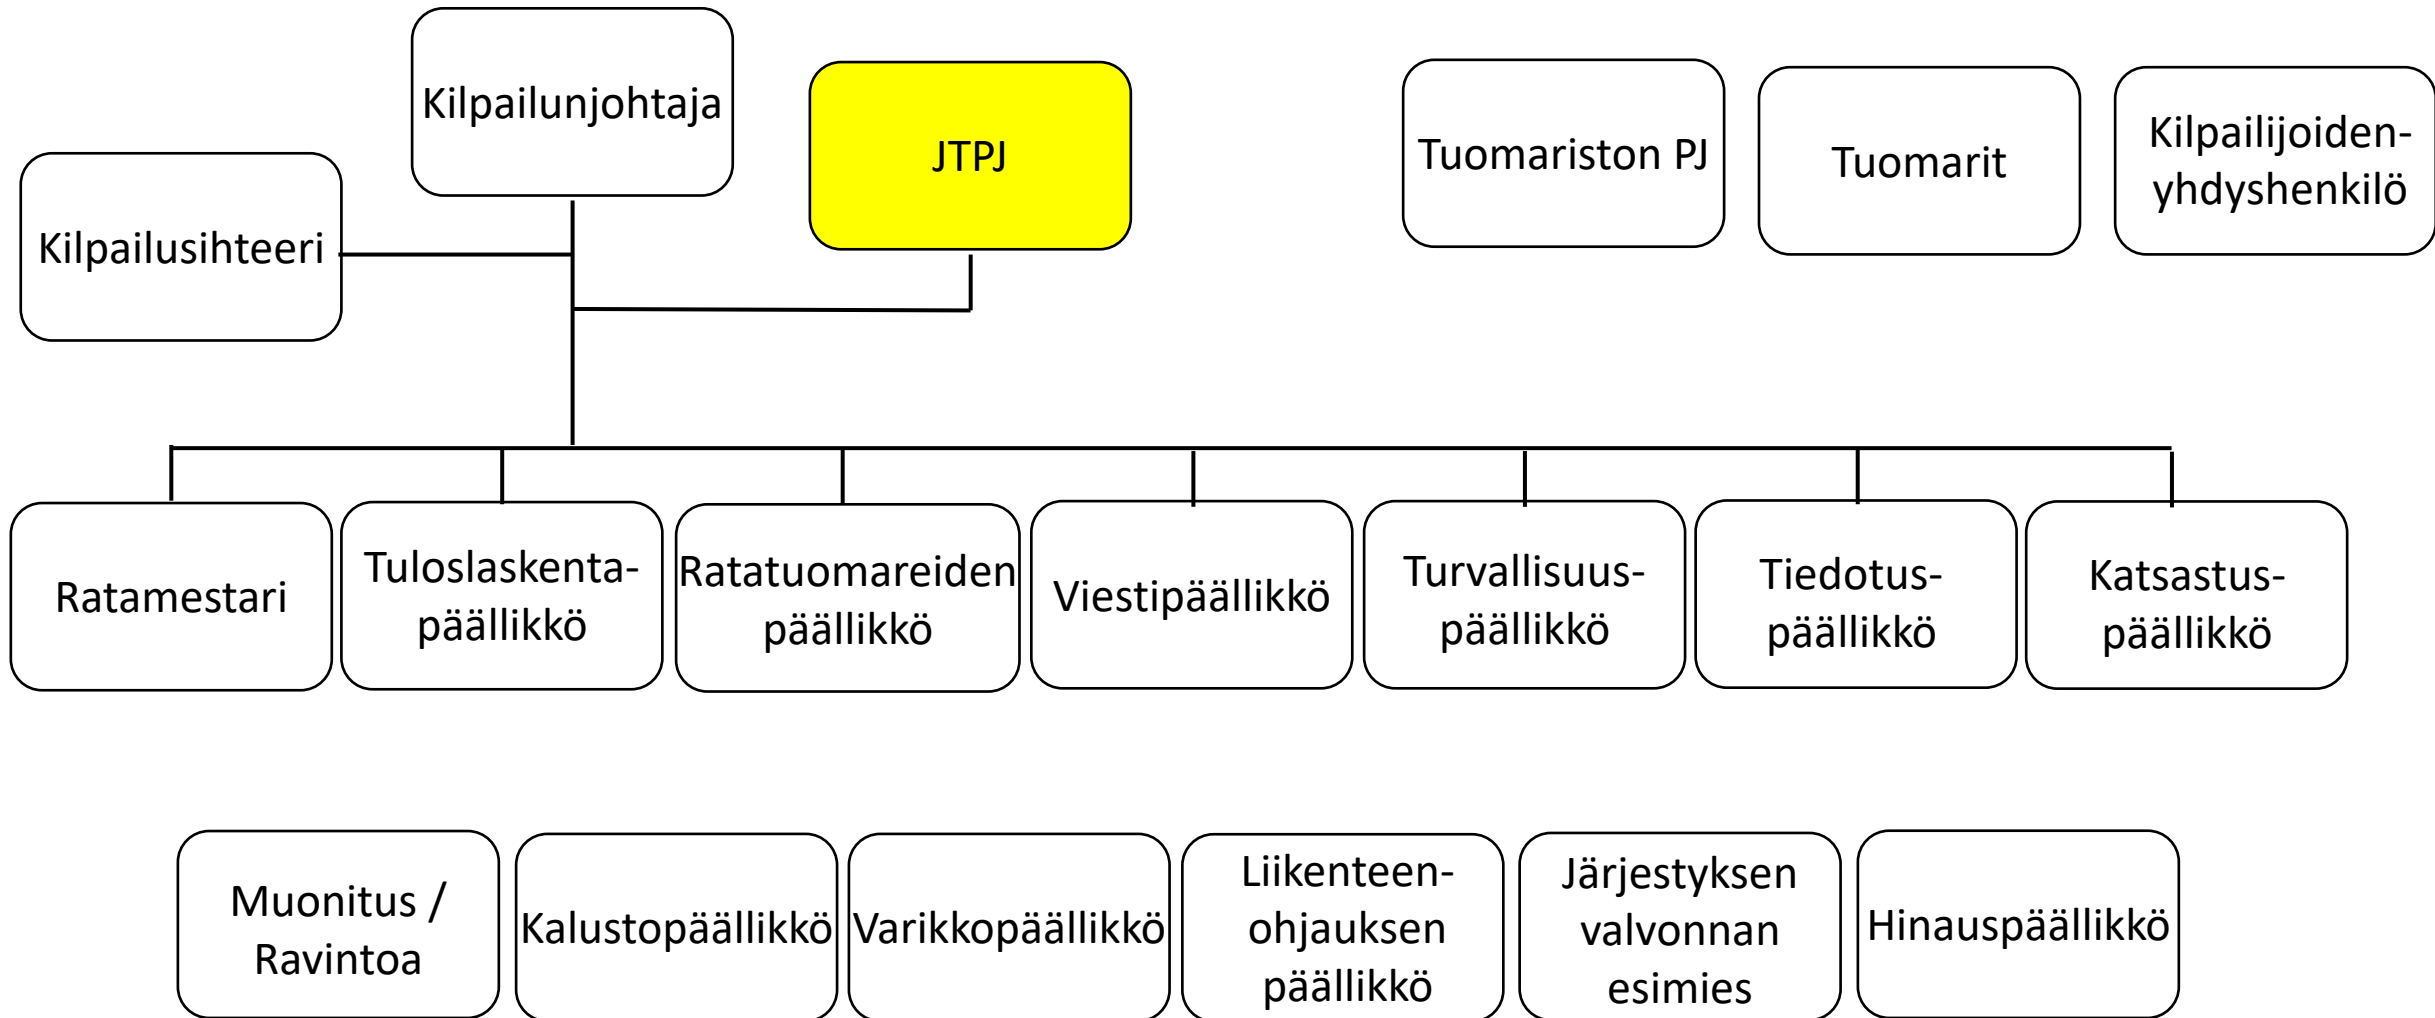 Kilpailunjohtaja
JTPJ
Tuomariston PJ
Tuomarit
Kilpailijoiden-
yhdyshenkilö
Kilpailusihteeri
Ratamestari
Tuloslaskenta-
päällikkö
Ratatuomareiden
päällikkö
Viestipäällikkö
Turvallisuus-
päällikkö
Tiedotus-
päällikkö
Katsastus-
päällikkö
Muonitus /
Ravintoa
Kalustopäällikkö
Varikkopäällikkö
Liikenteen-
ohjauksen
päällikkö
Järjestyksen
valvonnan
esimies
Hinauspäällikkö